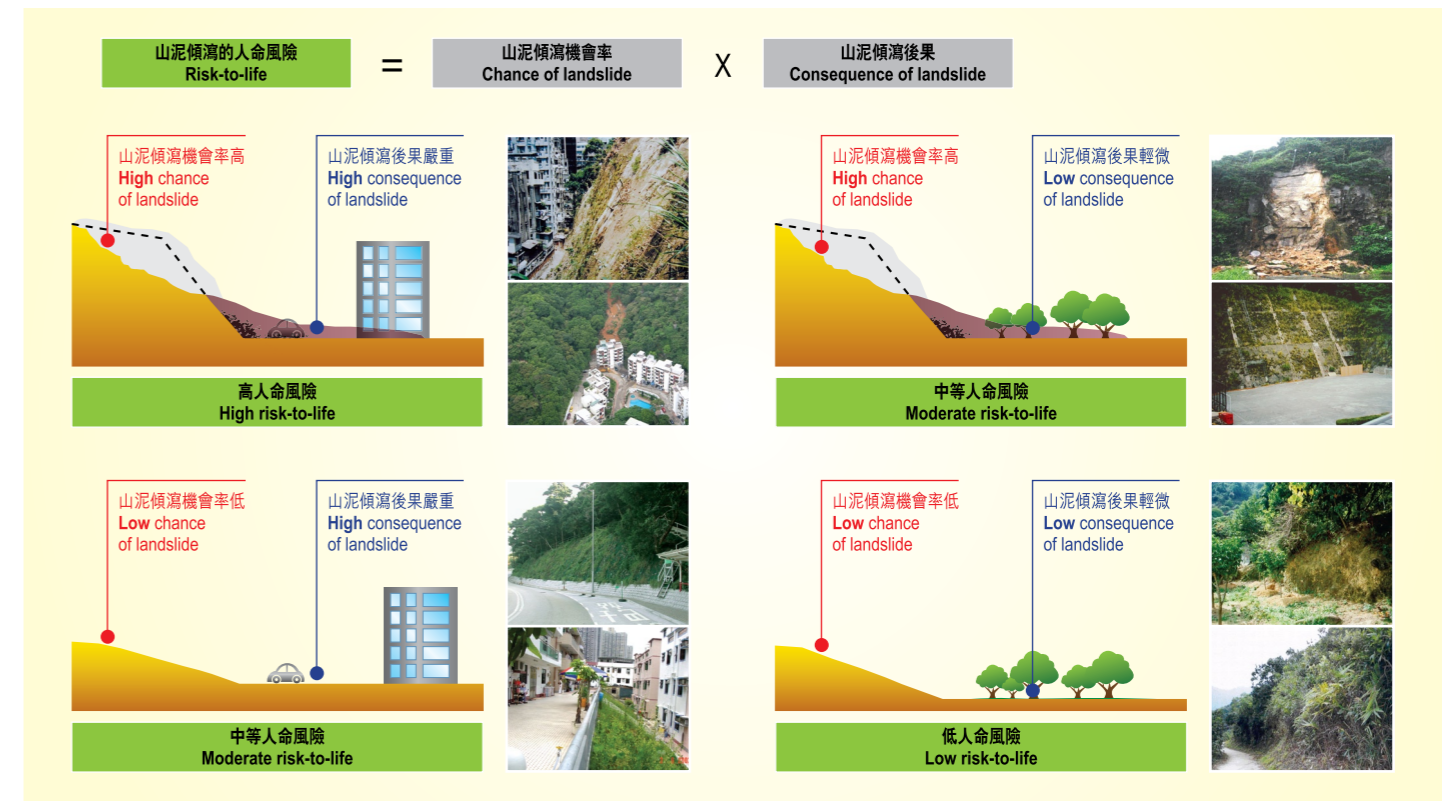 山泥傾瀉的人命風險
Risk-to-life
=
山泥傾瀉機會率
Chance of landslide
X
山泥傾瀉後果
Consequence of landslide
山泥傾瀉機會率高
High chance
of landslide
山泥傾瀉後果嚴重
High consequence
of landslide
高人命風險
High risk-to-life
山泥傾瀉機會率高
High chance
of landslide
山泥傾瀉後果輕微
Low consequence
of landslide
中等人命風險
Moderate risk-to-life
山泥傾瀉機會率低
Low chance
of landslide
山泥傾瀉後果嚴重
High consequence
of landslide
中等人命風險
Moderate risk-to-life
山泥傾瀉機會率低
Low chance
of landslide
山泥傾瀉後果輕微
Low consequence
of landslide
低人命風險
Low risk-to-life